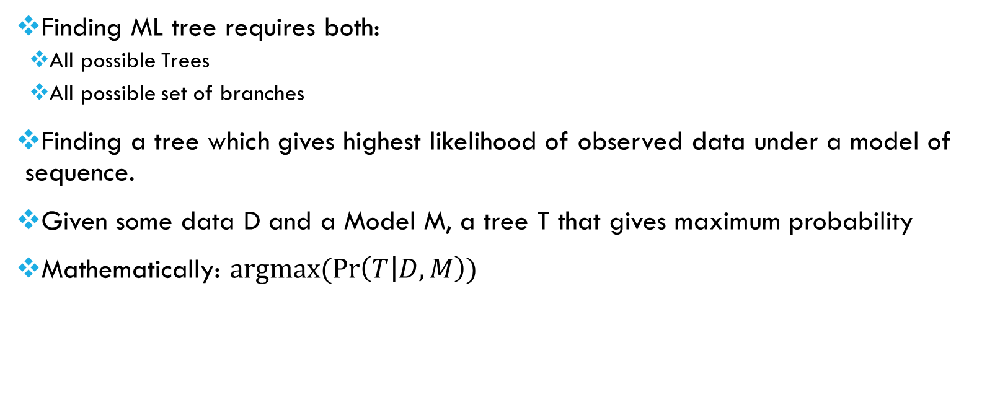 ❖Finding ML tree requires both:
❖All possible Trees
❖All possible set of branches
❖Finding a tree which gives highest likelihood of observed data under a model of
sequence.
❖Given some data D and a Model M, a tree T that gives maximum probability
❖Mathematically: argmax(Pr(T|D, M))